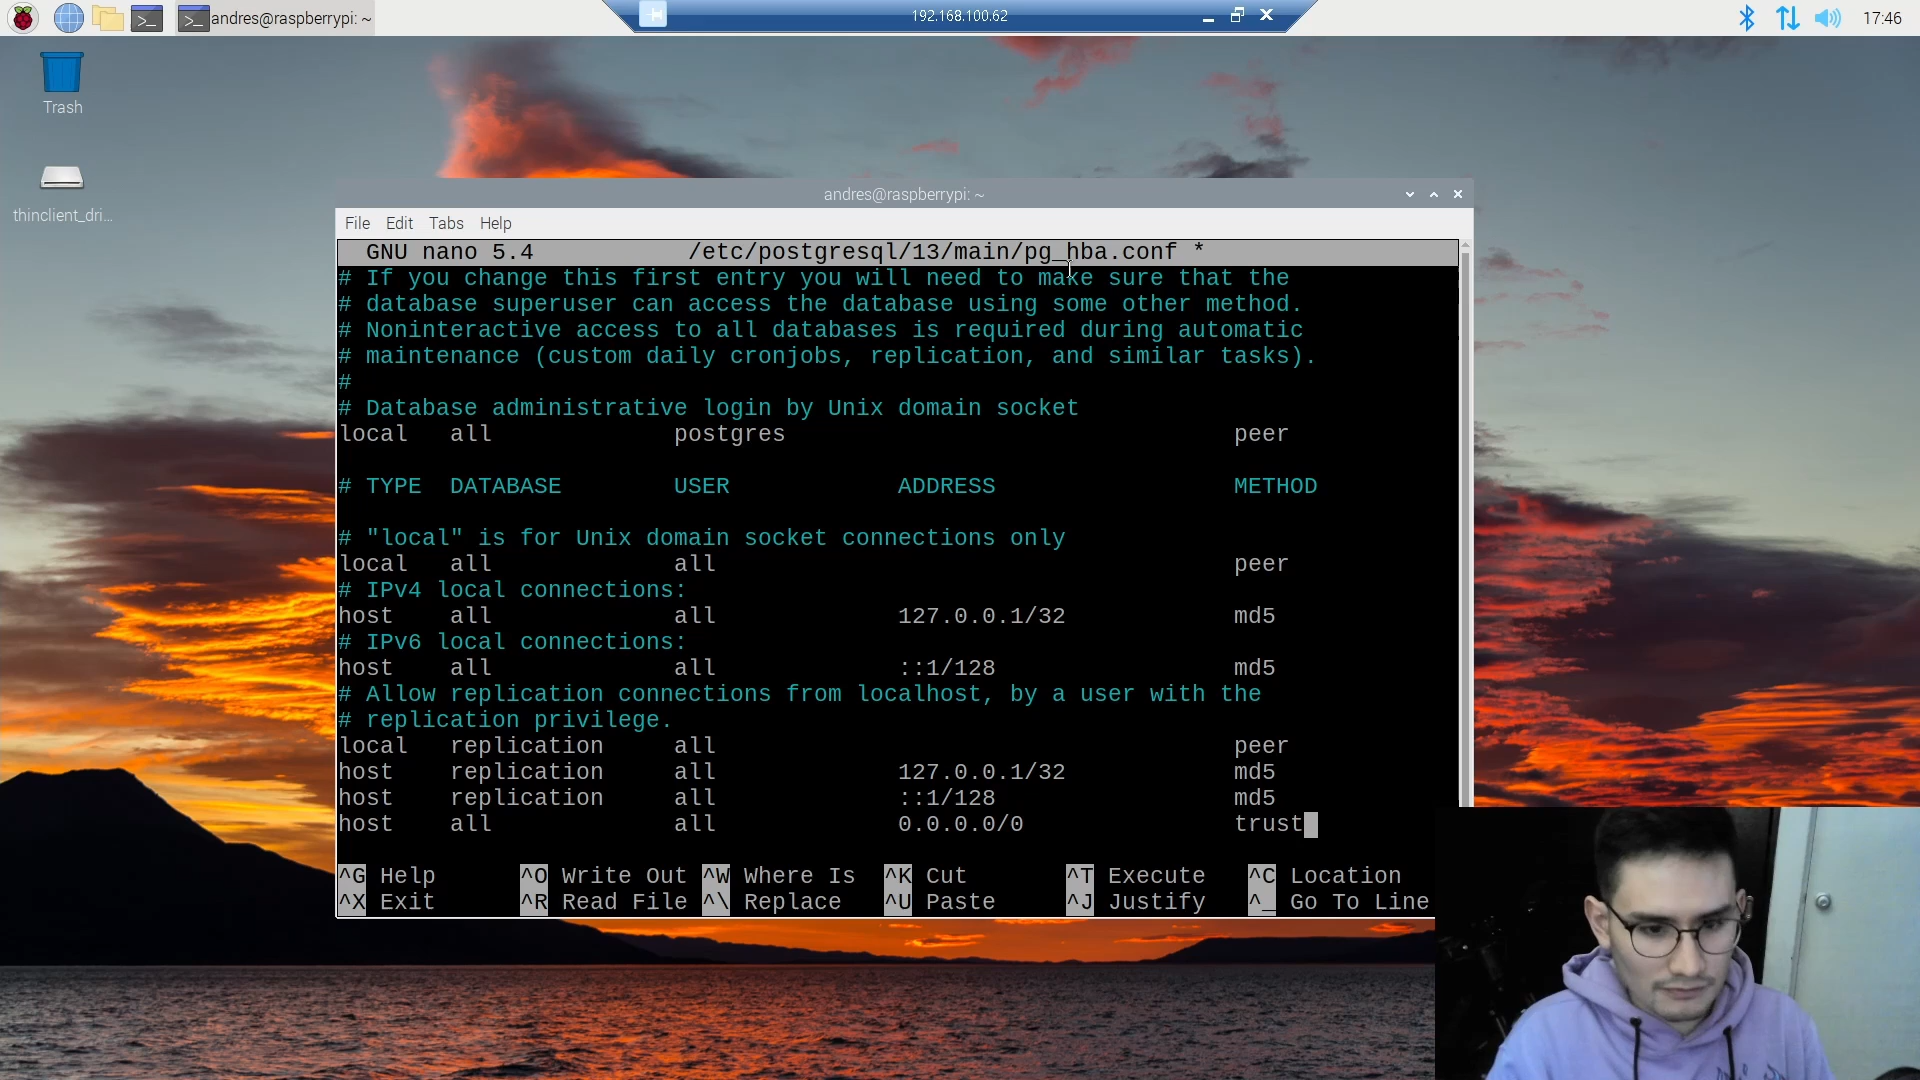 andres@raspberrypi: ~
192.168.100.62
17:46
Trash
thinclient_dri...
andres@raspberrypi: ~
File Edit Tabs Help
GNU nano 5.4 /etc/postgresql/13/main/pg_hba.conf *
# If you change this first entry you will need to make sure that the
# database superuser can access the database using some other method.
# Noninteractive access to all databases is required during automatic
# maintenance (custom daily cronjobs, replication, and similar tasks).
#
# Database administrative login by Unix domain socket
local all postgres peer
# TYPE DATABASE USER ADDRESS METHOD
# "local" is for Unix domain socket connections only
local all all peer
# IPv4 local connections:
host all all 127.0.0.1/32 md5
# IPv6 local connections:
host all all ::1/128 md5
# Allow replication connections from localhost, by a user with the
# replication privilege.
local replication all peer
host replication all 127.0.0.1/32 md5
host replication all ::1/128 md5
host all all 0.0.0.0/0 trust
^G Help ^O Write Out ^W Where Is ^K Cut ^T Execute ^C Location
^X Exit ^R Read File ^\ Replace ^U Paste ^J Justify ^_ Go To Line